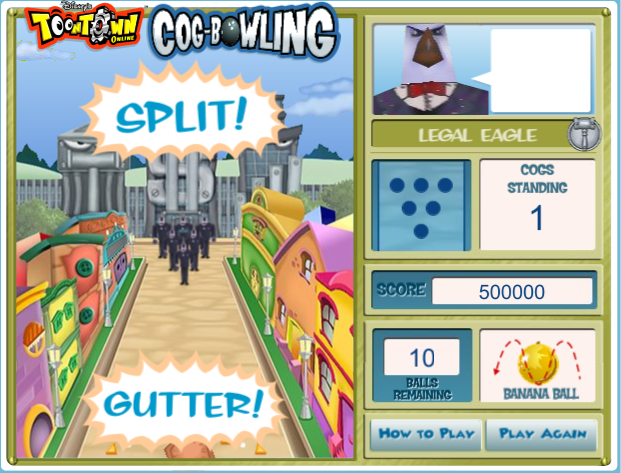 Disney's
TOONTOWN
ONLINE
COG-BOWLING
SPLIT!
GUTTER!
LEGAL EAGLE
COGS
STANDING
1
SCORE 500000
10
BALLS
REMAINING
BANANA BALL
HOW TO PLAY
PLAY AGAIN